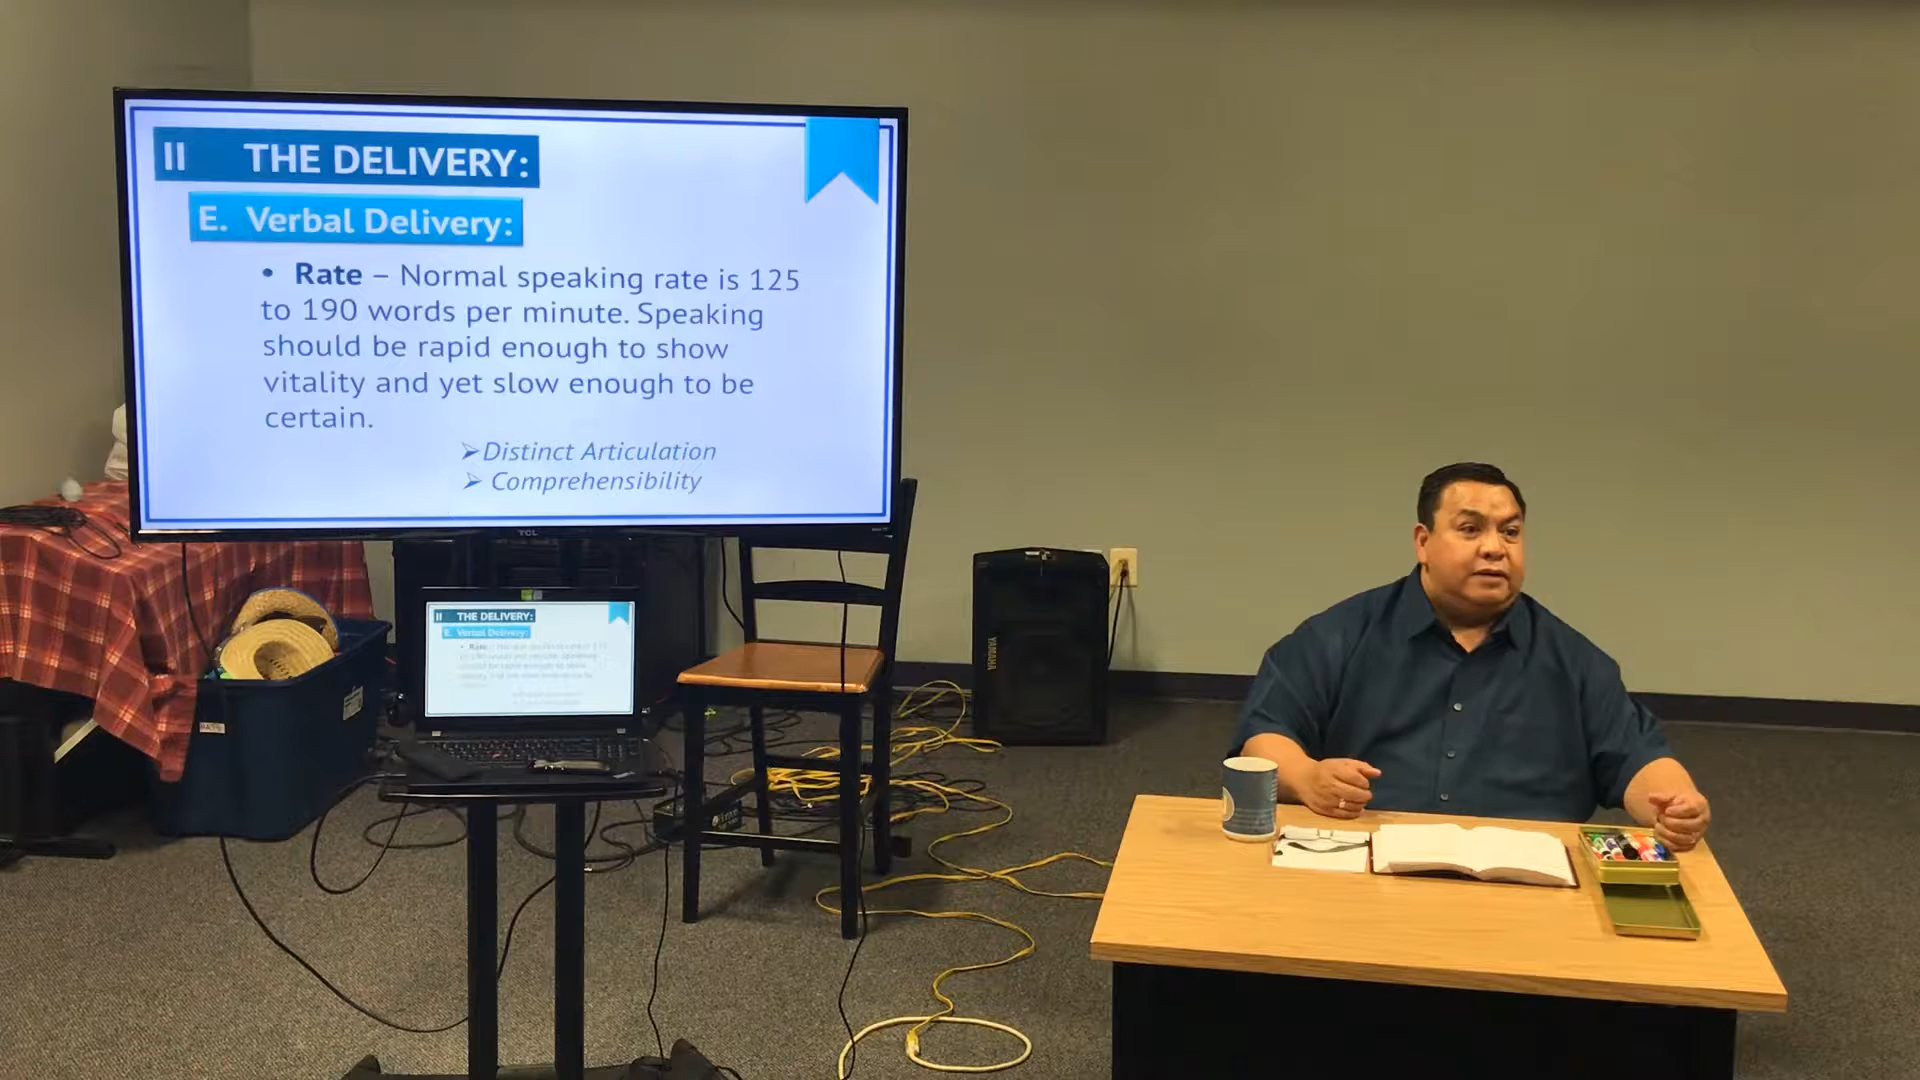 II THE DELIVERY:
E. Verbal Delivery:
• Rate – Normal speaking rate is 125
to 190 words per minute. Speaking
should be rapid enough to show
vitality and yet slow enough to be
certain.
➢Distinct Articulation
➢ Comprehensibility
TCL
II THE DELIVERY:
E. Verbal Delivery:
YAMAHA
HATS